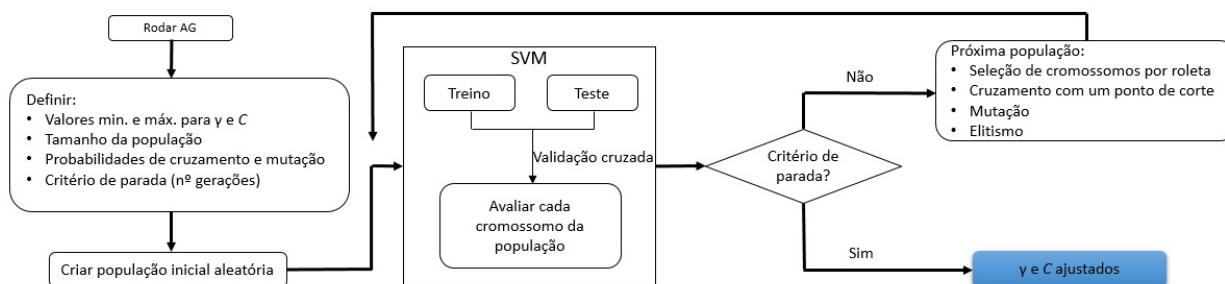 Rodar AG
Definir:
• Valores min. e máx. para γ e C
• Tamanho da população
• Probabilidades de cruzamento e mutação
• Critério de parada (nº gerações)
Criar população inicial aleatória
SVM
Treino
Teste
Validação cruzada
Avaliar cada
cromossomo da
população
Critério de
parada?
Não
Próxima população:
• Seleção de cromossomos por roleta
• Cruzamento com um ponto de corte
• Mutação
• Elitismo
Sim
γ e C ajustados